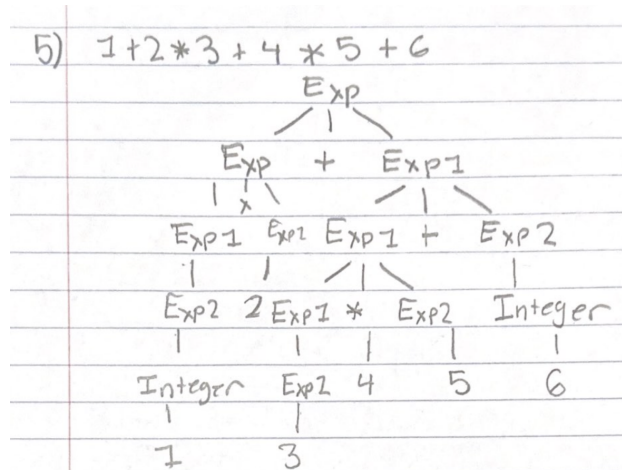 5) 1+2*3+4*5+6
Exp
Exp + Exp1
x
Exp1 Exp2 Exp1 + Exp2
Exp2 2 Exp1 * Exp2 Integer
Integer Exp2 4 5 6
1 3